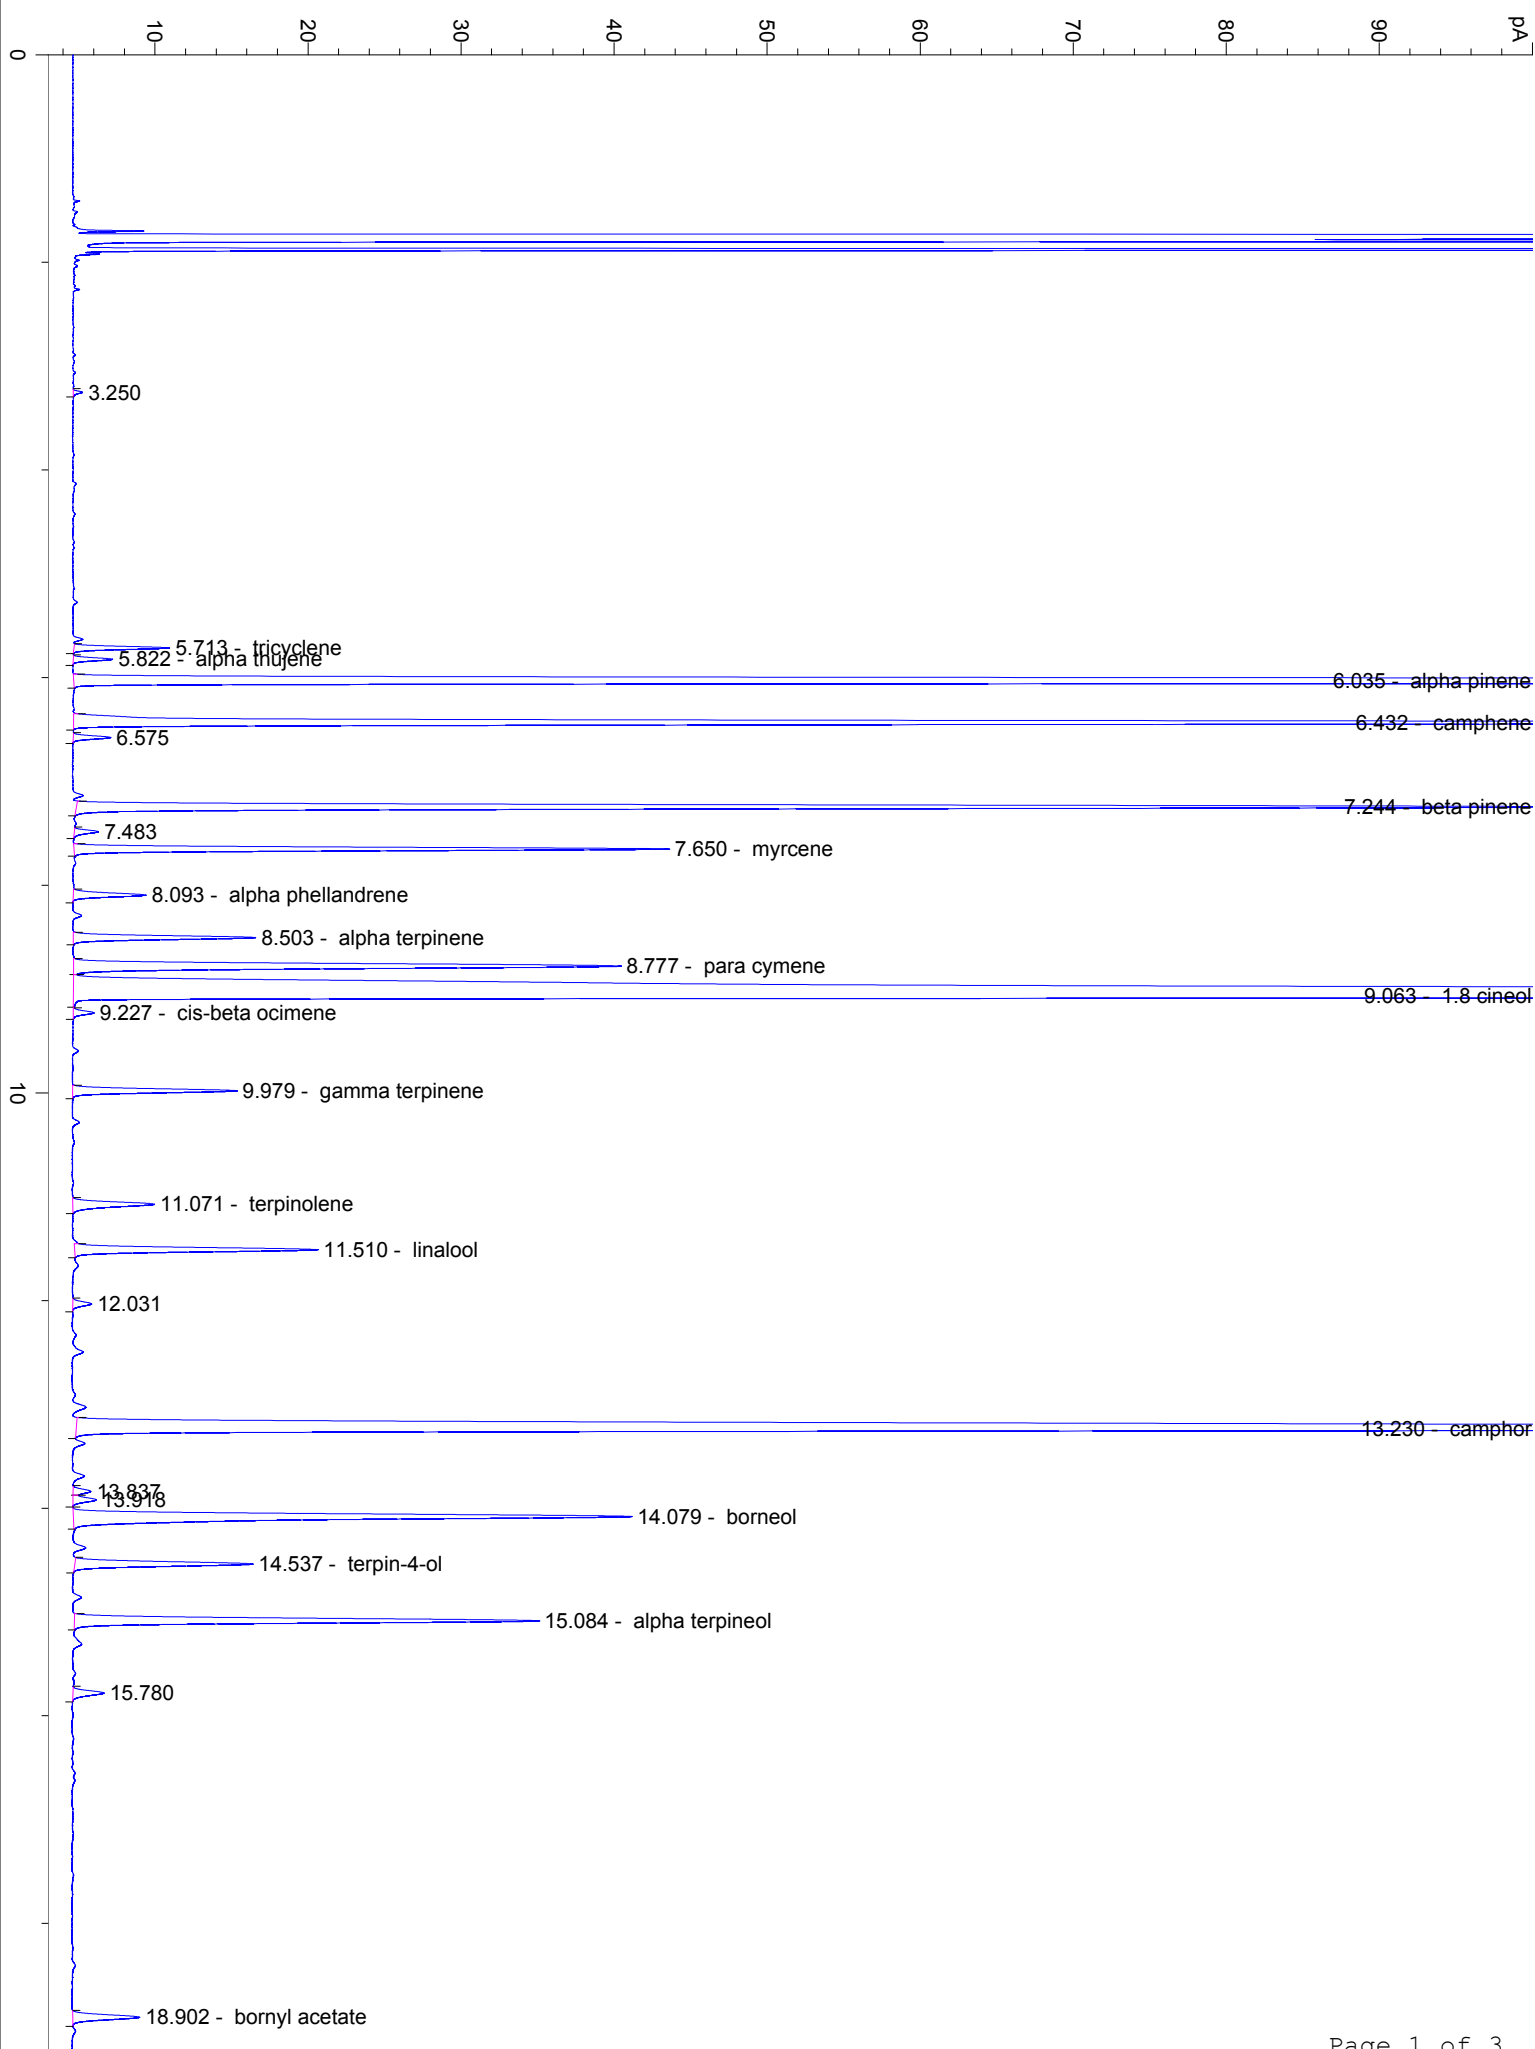 pA
10
20
30
40
50
60
70
80
90
0
3.250
5.713 - tricyclene
5.822 - alpha thujene
6.035 - alpha pinene
6.432 - camphene
6.575
7.244 - beta pinene
7.483
7.650 - myrcene
8.093 - alpha phellandrene
8.503 - alpha terpinene
8.777 - para cymene
9.063 - 1.8 cineol
9.227 - cis-beta ocimene
9.979 - gamma terpinene
10
11.071 - terpinolene
11.510 - linalool
12.031
13.230 - camphor
13.837
13.918
14.079 - borneol
14.537 - terpin-4-ol
15.084 - alpha terpineol
15.780
18.902 - bornyl acetate
Page 1 of 3